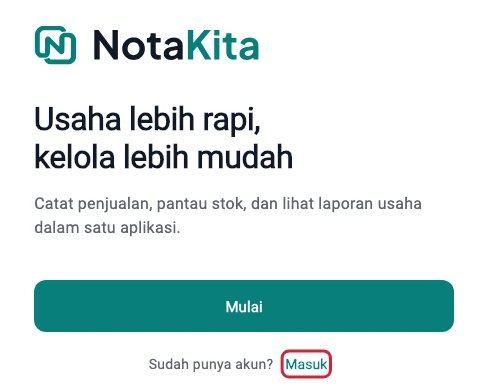 NotaKita
Usaha lebih rapi,
kelola lebih mudah
Catat penjualan, pantau stok, dan lihat laporan usaha
dalam satu aplikasi.
Mulai
Sudah punya akun? Masuk